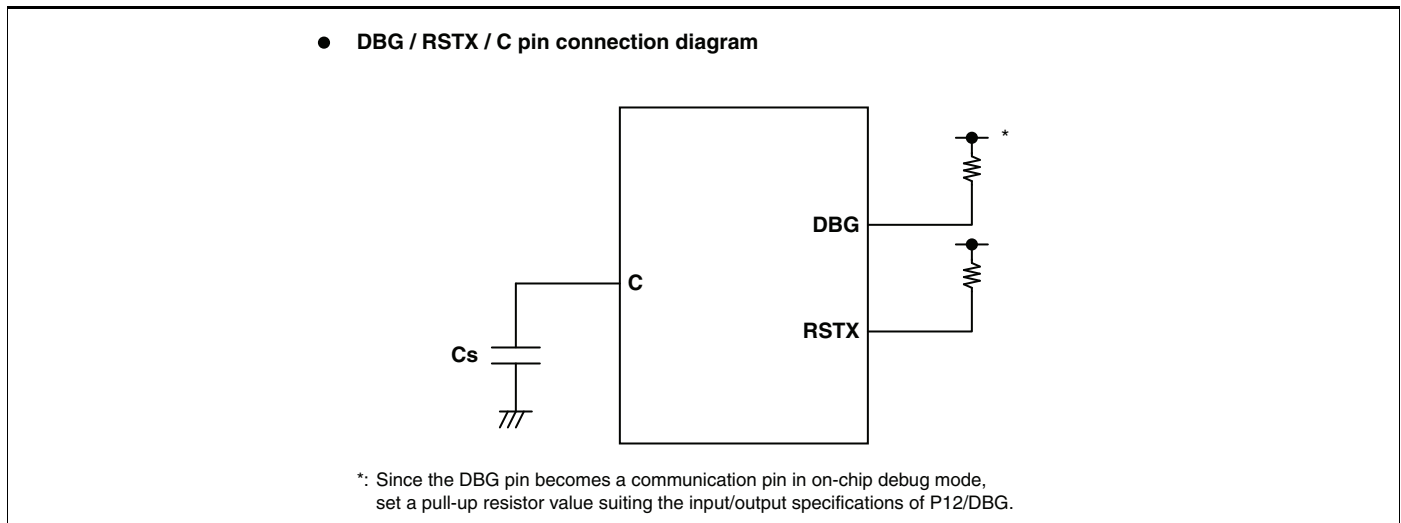 ● DBG / RSTX / C pin connection diagram
*
DBG
C
RSTX
Cs
*: Since the DBG pin becomes a communication pin in on-chip debug mode,
set a pull-up resistor value suiting the input/output specifications of P12/DBG.